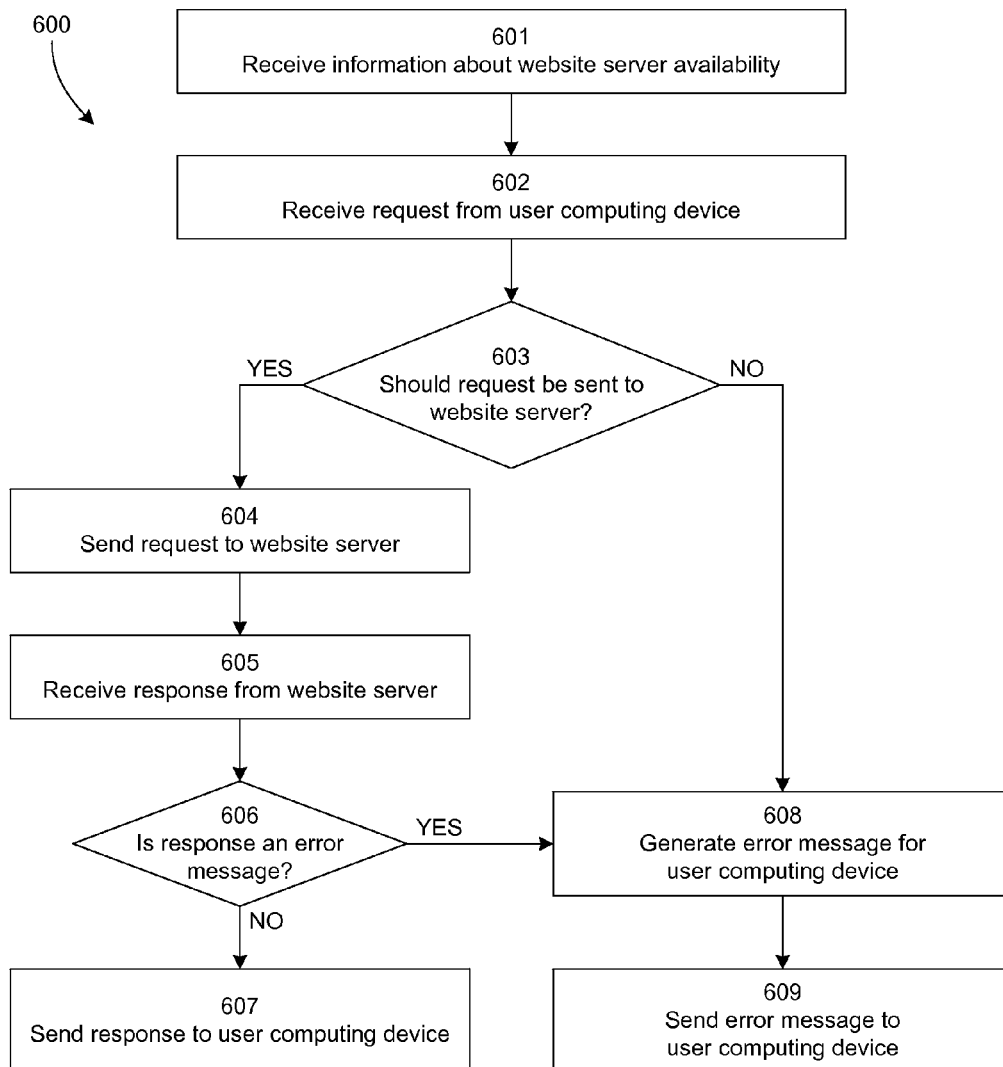 600
601
Receive information about website server availability
602
Receive request from user computing device
603
Should request be sent to
website server?
YES
NO
604
Send request to website server
605
Receive response from website server
606
Is response an error
message?
YES
NO
608
Generate error message for
user computing device
607
Send response to user computing device
609
Send error message to
user computing device